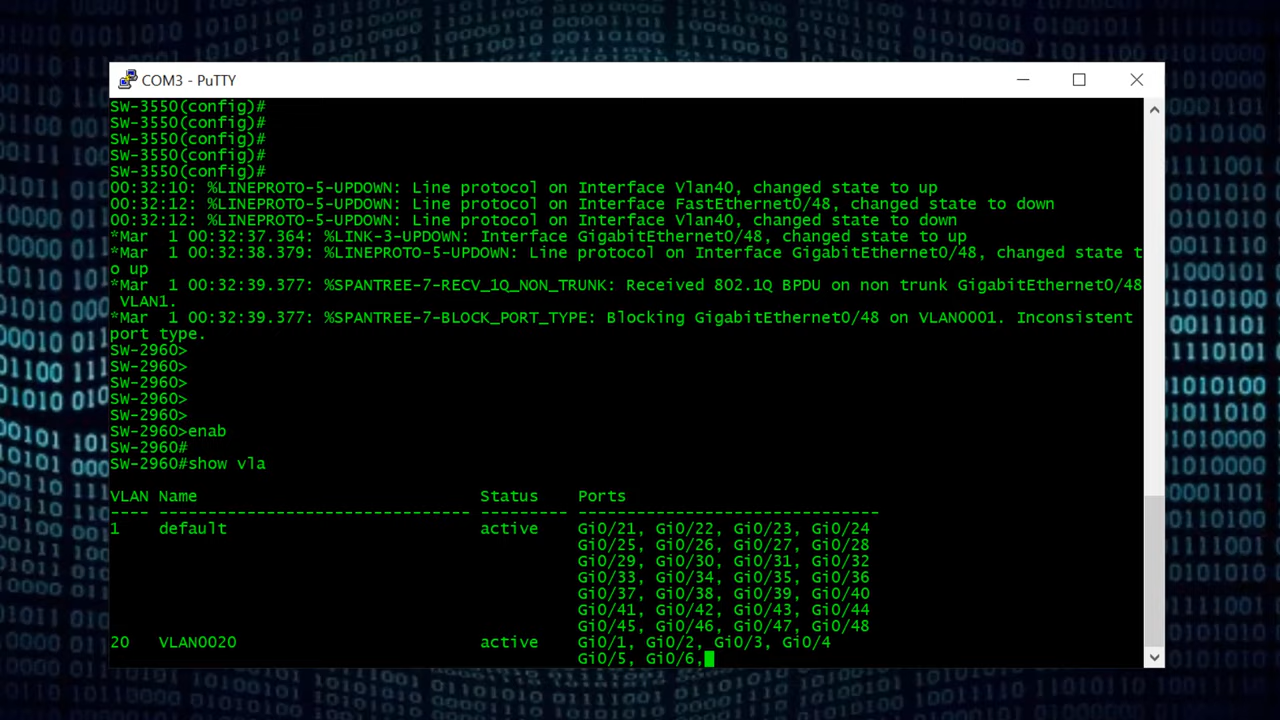 COM3 - PuTTY
SW-3550(config)#
SW-3550(config)#
SW-3550(config)#
SW-3550(config)#
SW-3550(config)#
00:32:10: %LINEPROTO-5-UPDOWN: Line protocol on Interface Vlan40, changed state to up
00:32:12: %LINEPROTO-5-UPDOWN: Line protocol on Interface FastEthernet0/48, changed state to down
00:32:12: %LINEPROTO-5-UPDOWN: Line protocol on Interface Vlan40, changed state to down
*Mar  1 00:32:37.364: %LINK-3-UPDOWN: Interface GigabitEthernet0/48, changed state to up
*Mar  1 00:32:38.379: %LINEPROTO-5-UPDOWN: Line protocol on Interface GigabitEthernet0/48, changed state t
o up
*Mar  1 00:32:39.377: %SPANTREE-7-RECV_1Q_NON_TRUNK: Received 802.1Q BPDU on non trunk GigabitEthernet0/48
 VLAN1.
*Mar  1 00:32:39.377: %SPANTREE-7-BLOCK_PORT_TYPE: Blocking GigabitEthernet0/48 on VLAN0001. Inconsistent
port type.
SW-2960>
SW-2960>
SW-2960>
SW-2960>
SW-2960>
SW-2960>enab
SW-2960#
SW-2960#show vla
VLAN Name                             Status    Ports
---- -------------------------------- --------- -------------------------------
1    default                          active    Gi0/21, Gi0/22, Gi0/23, Gi0/24
                                                Gi0/25, Gi0/26, Gi0/27, Gi0/28
                                                Gi0/29, Gi0/30, Gi0/31, Gi0/32
                                                Gi0/33, Gi0/34, Gi0/35, Gi0/36
                                                Gi0/37, Gi0/38, Gi0/39, Gi0/40
                                                Gi0/41, Gi0/42, Gi0/43, Gi0/44
                                                Gi0/45, Gi0/46, Gi0/47, Gi0/48
20   VLAN0020                         active    Gi0/1, Gi0/2, Gi0/3, Gi0/4
                                                Gi0/5, Gi0/6,